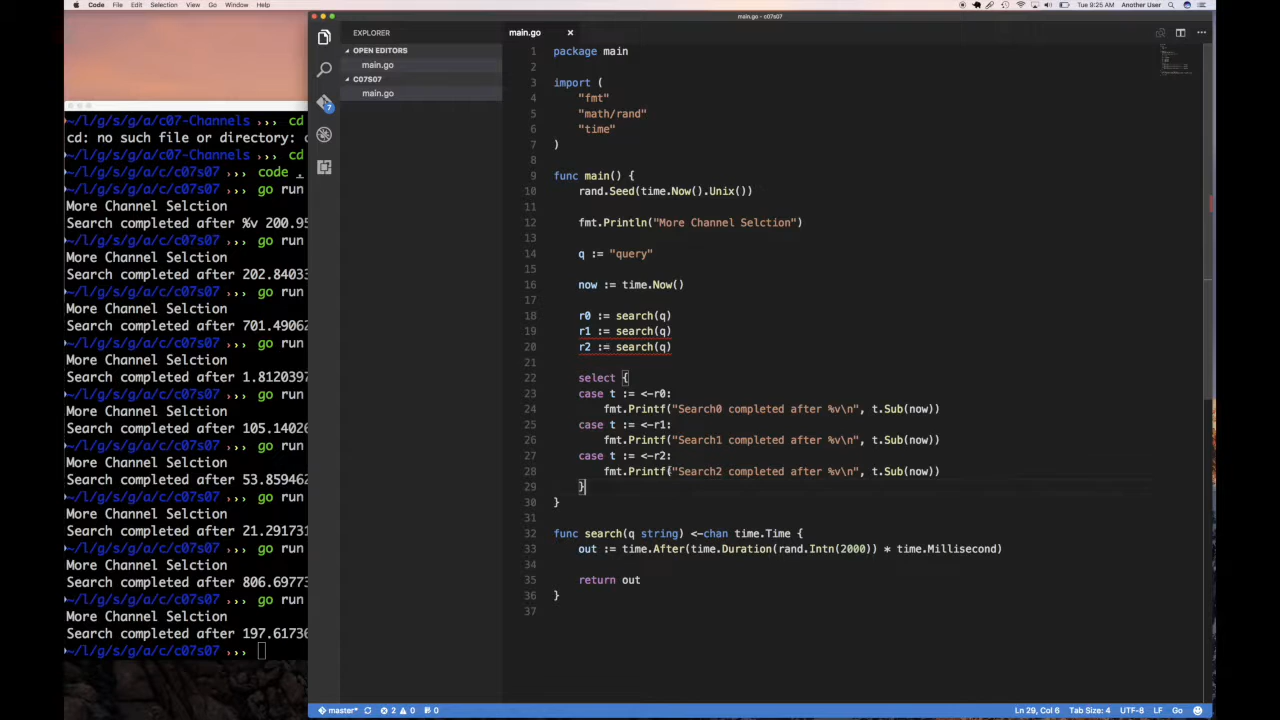 Code File Edit Selection View Go Window Help
Tue 9:25 AM Another User
main.go - c07s07
EXPLORER
OPEN EDITORS
main.go
C07S07
main.go
7
~/l/g/s/g/a/c07-Channels ››› cd
cd: no such file or directory: c
~/l/g/s/g/a/c07-Channels ››› cd
~/l/g/s/g/a/c/c07s07 ››› code .
~/l/g/s/g/a/c/c07s07 ››› go run
More Channel Selction
Search completed after %v 200.95
~/l/g/s/g/a/c/c07s07 ››› go run
More Channel Selction
Search completed after 202.84033
~/l/g/s/g/a/c/c07s07 ››› go run
More Channel Selction
Search completed after 701.49062
~/l/g/s/g/a/c/c07s07 ››› go run
More Channel Selction
Search completed after 1.8120397
~/l/g/s/g/a/c/c07s07 ››› go run
More Channel Selction
Search completed after 105.14026
~/l/g/s/g/a/c/c07s07 ››› go run
More Channel Selction
Search completed after 53.859462
~/l/g/s/g/a/c/c07s07 ››› go run
More Channel Selction
Search completed after 21.291731
~/l/g/s/g/a/c/c07s07 ››› go run
More Channel Selction
Search completed after 806.69773
~/l/g/s/g/a/c/c07s07 ››› go run
More Channel Selction
Search completed after 197.61736
~/l/g/s/g/a/c/c07s07 ›››
main.go
1 package main
2
3 import (
4 "fmt"
5 "math/rand"
6 "time"
7 )
8
9 func main() {
10 rand.Seed(time.Now().Unix())
11
12 fmt.Println("More Channel Selction")
13
14 q := "query"
15
16 now := time.Now()
17
18 r0 := search(q)
19 r1 := search(q)
20 r2 := search(q)
21
22 select {
23 case t := <-r0:
24 fmt.Printf("Search0 completed after %v\n", t.Sub(now))
25 case t := <-r1:
26 fmt.Printf("Search1 completed after %v\n", t.Sub(now))
27 case t := <-r2:
28 fmt.Printf("Search2 completed after %v\n", t.Sub(now))
29 }
30 }
31
32 func search(q string) <-chan time.Time {
33 out := time.After(time.Duration(rand.Intn(2000)) * time.Millisecond)
34
35 return out
36 }
37
master* 2 0 0
Ln 29, Col 6 Tab Size: 4 UTF-8 LF Go